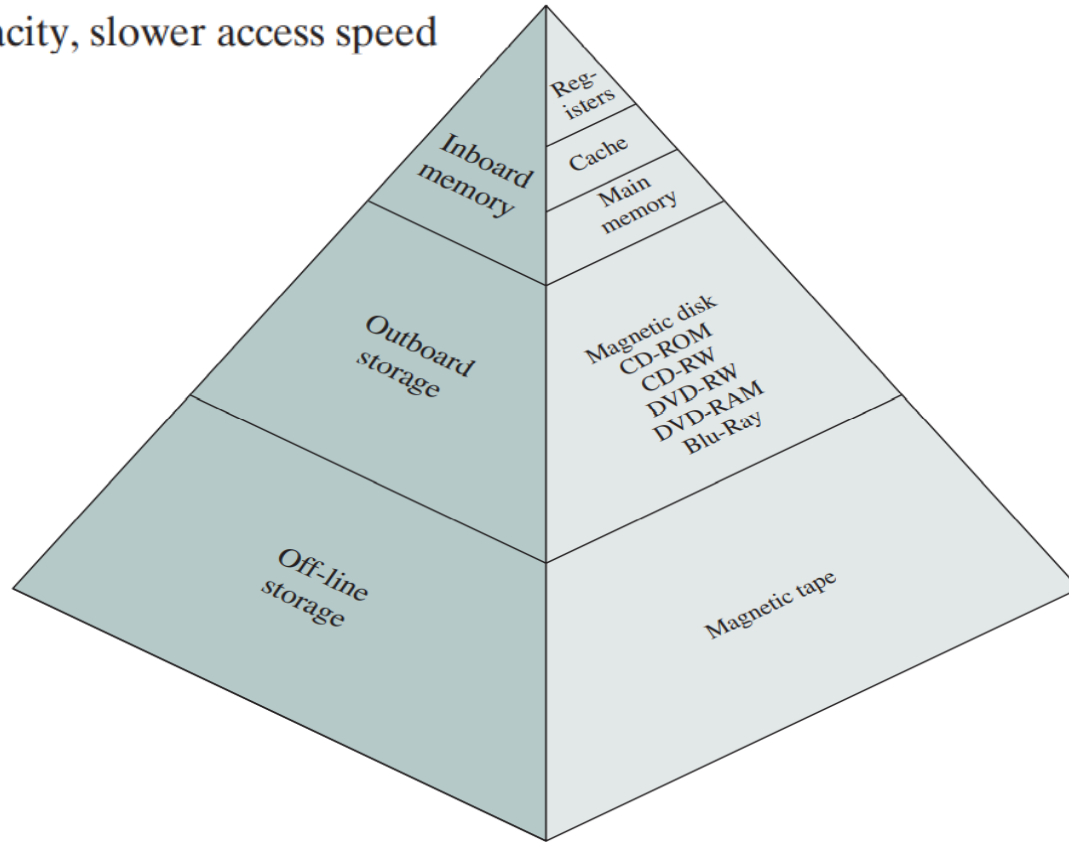 acity, slower access speed
Reg-
isters
Cache
Main
memory
Inboard
memory
Outboard
storage
Magnetic disk
CD-ROM
CD-RW
DVD-RW
DVD-RAM
Blu-Ray
Off-line
storage
Magnetic tape